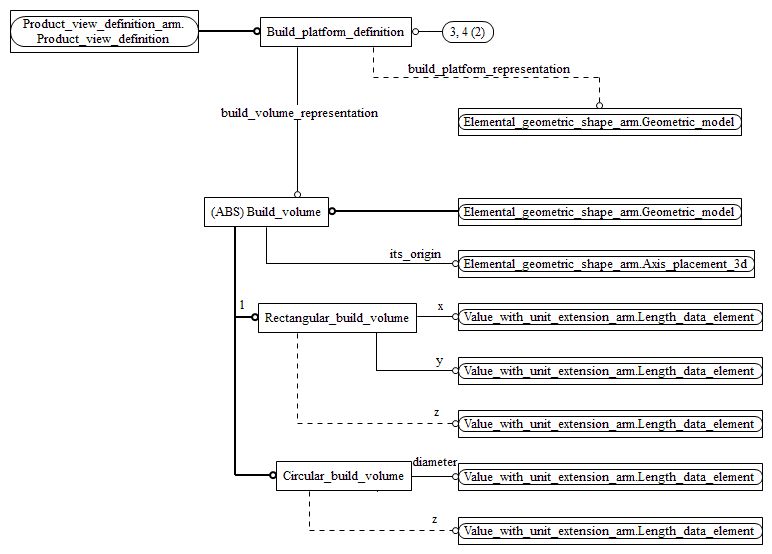 Product_view_definition_arm.
Product_view_definition
Build_platform_definition
3, 4 (2)
build_platform_representation
build_volume_representation
Elemental_geometric_shape_arm.Geometric_model
(ABS) Build_volume
Elemental_geometric_shape_arm.Geometric_model
its_origin
Elemental_geometric_shape_arm.Axis_placement_3d
1
Rectangular_build_volume
x
Value_with_unit_extension_arm.Length_data_element
y
Value_with_unit_extension_arm.Length_data_element
z
Value_with_unit_extension_arm.Length_data_element
Circular_build_volume
diameter
Value_with_unit_extension_arm.Length_data_element
z
Value_with_unit_extension_arm.Length_data_element